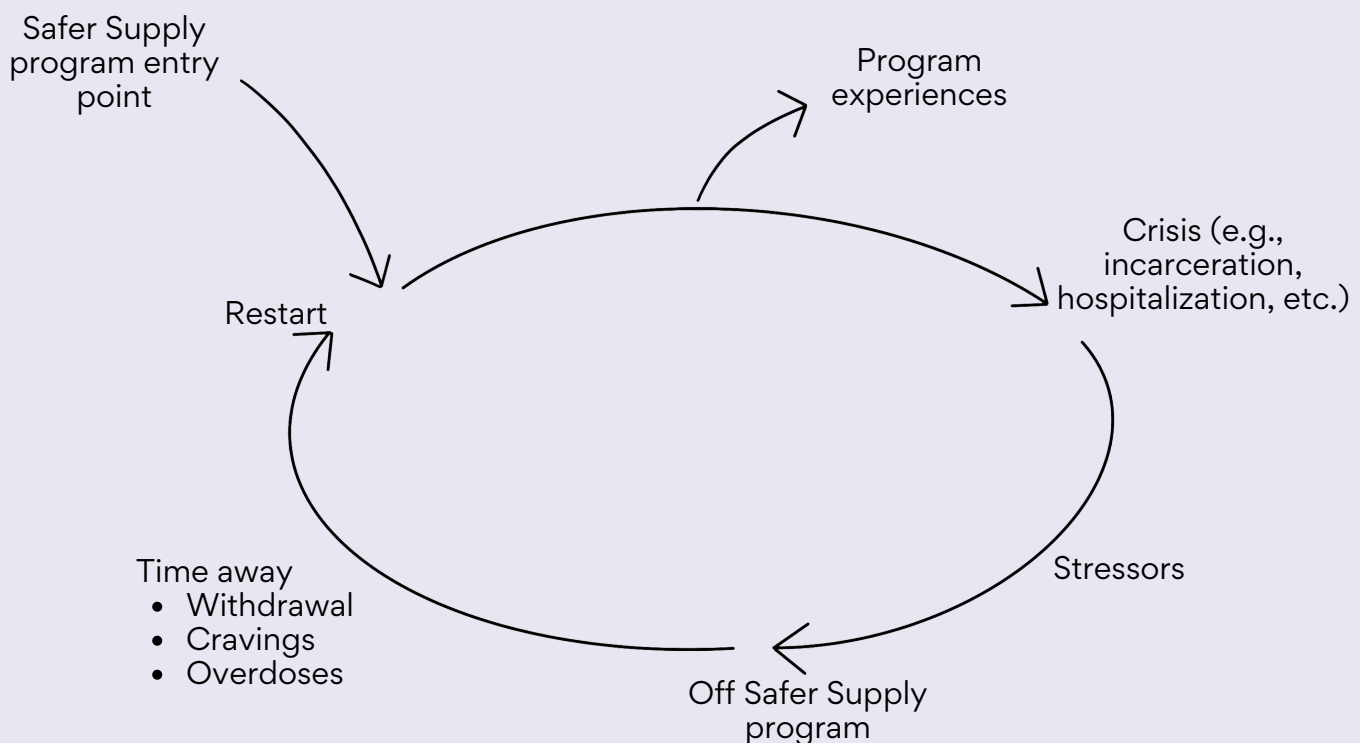 Safer Supply
program entry
point
Program
experiences
Crisis (e.g.,
incarceration,
hospitalization, etc.)
Restart
Stressors
Time away
• Withdrawal
• Cravings
• Overdoses
Off Safer Supply
program